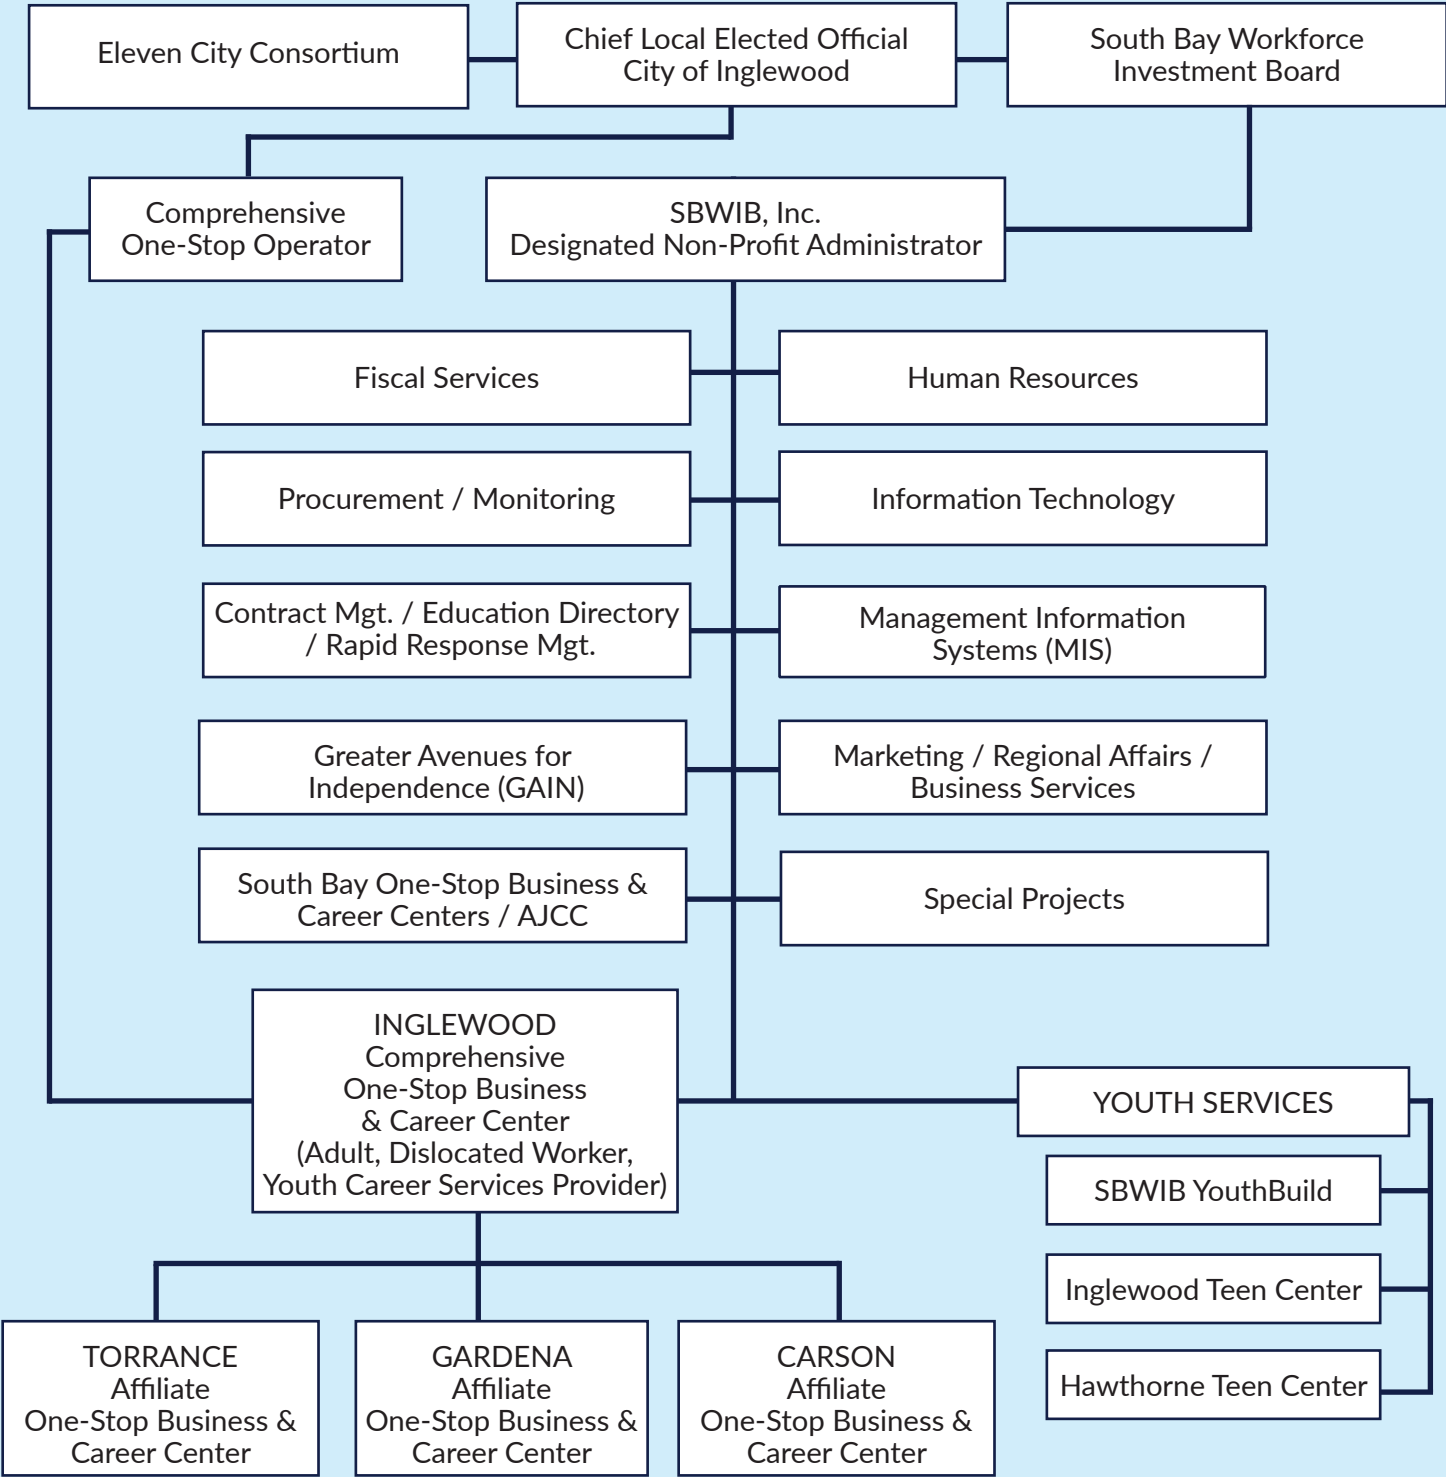 Eleven City Consortium
Chief Local Elected Official
City of Inglewood
South Bay Workforce
Investment Board
Comprehensive
One-Stop Operator
SBWIB, Inc.
Designated Non-Profit Administrator
Fiscal Services
Human Resources
Procurement / Monitoring
Information Technology
Contract Mgt. / Education Directory
/ Rapid Response Mgt.
Management Information
Systems (MIS)
Greater Avenues for
Independence (GAIN)
Marketing / Regional Affairs /
Business Services
South Bay One-Stop Business &
Career Centers / AJCC
Special Projects
INGLEWOOD
Comprehensive
One-Stop Business
& Career Center
(Adult, Dislocated Worker,
Youth Career Services Provider)
YOUTH SERVICES
SBWIB YouthBuild
Inglewood Teen Center
Hawthorne Teen Center
TORRANCE
Affiliate
One-Stop Business &
Career Center
GARDENA
Affiliate
One-Stop Business &
Career Center
CARSON
Affiliate
One-Stop Business &
Career Center